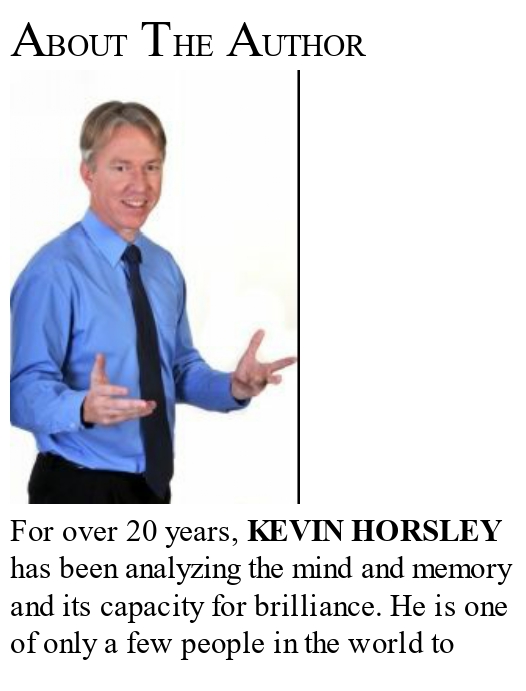 ABOUT THE AUTHOR
For over 20 years, KEVIN HORSLEY
has been analyzing the mind and memory
and its capacity for brilliance. He is one
of only a few people in the world to